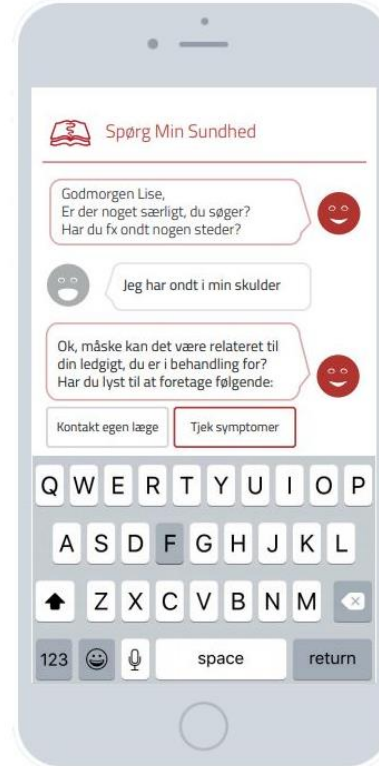 Spørg Min Sundhed
Godmorgen Lise,
Er der noget særligt, du søger?
Har du fx ondt nogen steder?
Jeg har ondt i min skulder
Ok, måske kan det være relateret til
din ledgigt, du er i behandling for?
Har du lyst til at foretage følgende:
Kontakt egen læge
Tjek symptomer
Q W E R T Y U I O P
A S D F G H J K L
Z X C V B N M
123 space return